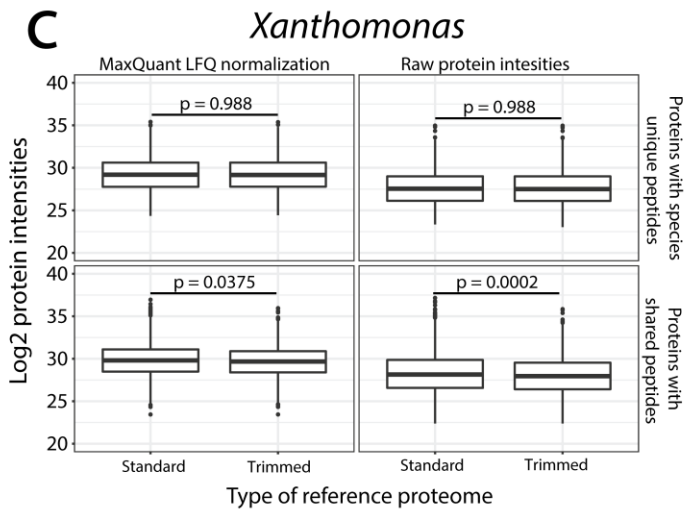 C
Xanthomonas
MaxQuant LFQ normalization
Raw protein intesities
Log2 protein intensities
40
35
30
25
20
p = 0.988
p = 0.988
Proteins with species
unique peptides
40
35
30
25
20
p = 0.0375
p = 0.0002
Proteins with
shared peptides
Standard
Trimmed
Standard
Trimmed
Type of reference proteome